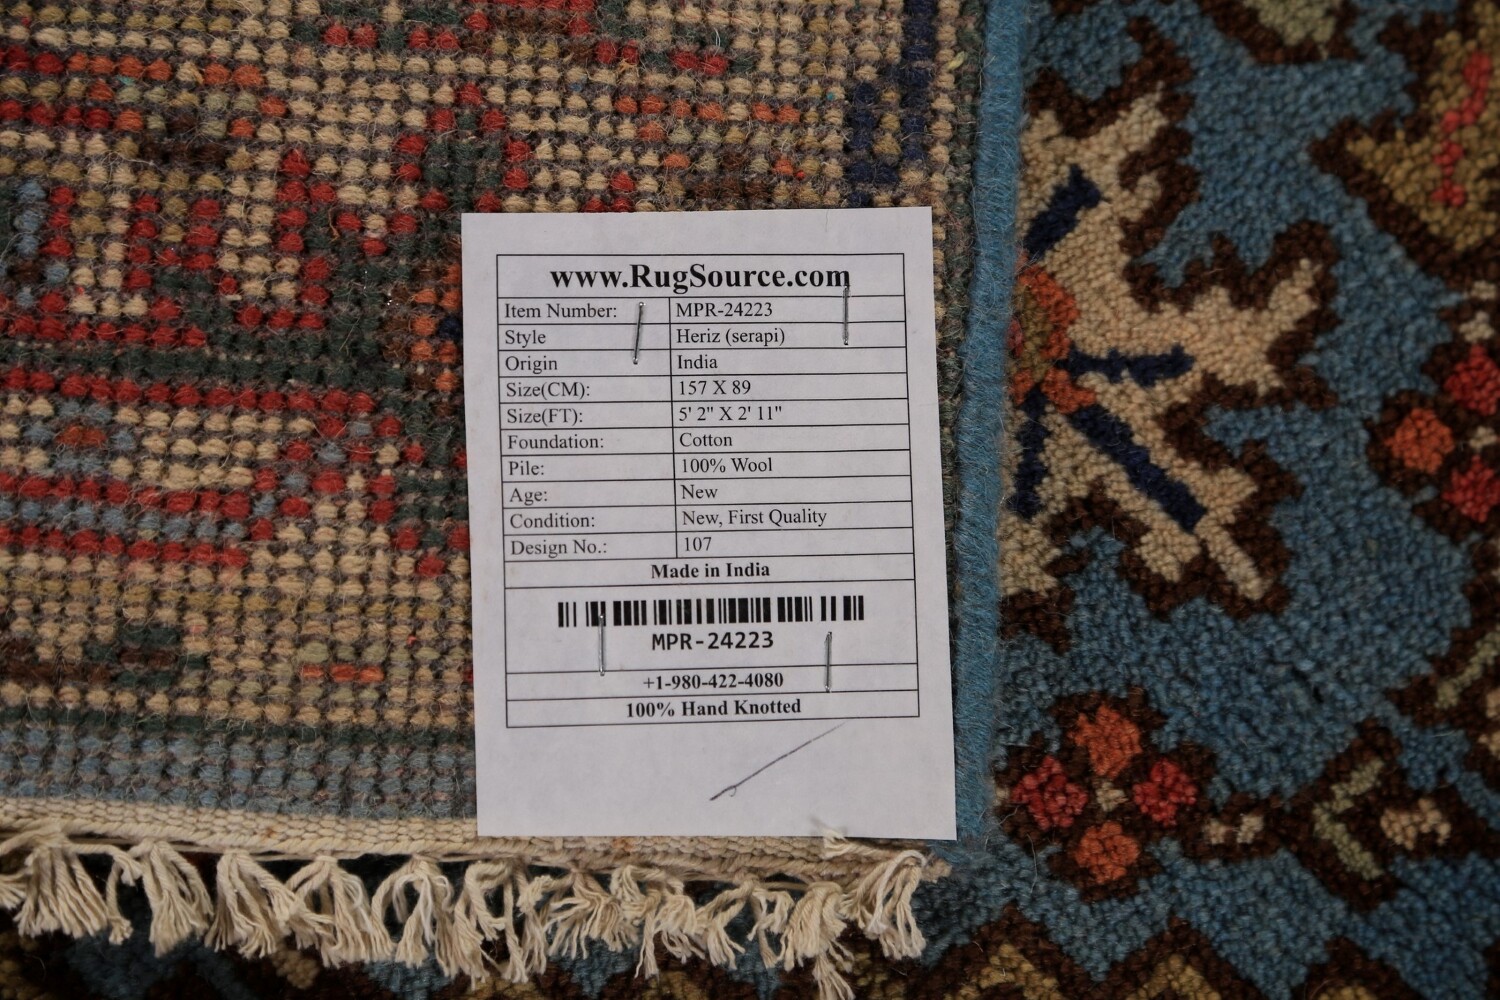 www.RugSource.com
Item Number: MPR-24223
Style Heriz (serapi)
Origin India
Size(CM): 157 X 89
Size(FT): 5' 2" X 2' 11"
Foundation: Cotton
Pile: 100% Wool
Age: New
Condition: New, First Quality
Design No.: 107
Made in India
MPR-24223
+1-980-422-4080
100% Hand Knotted